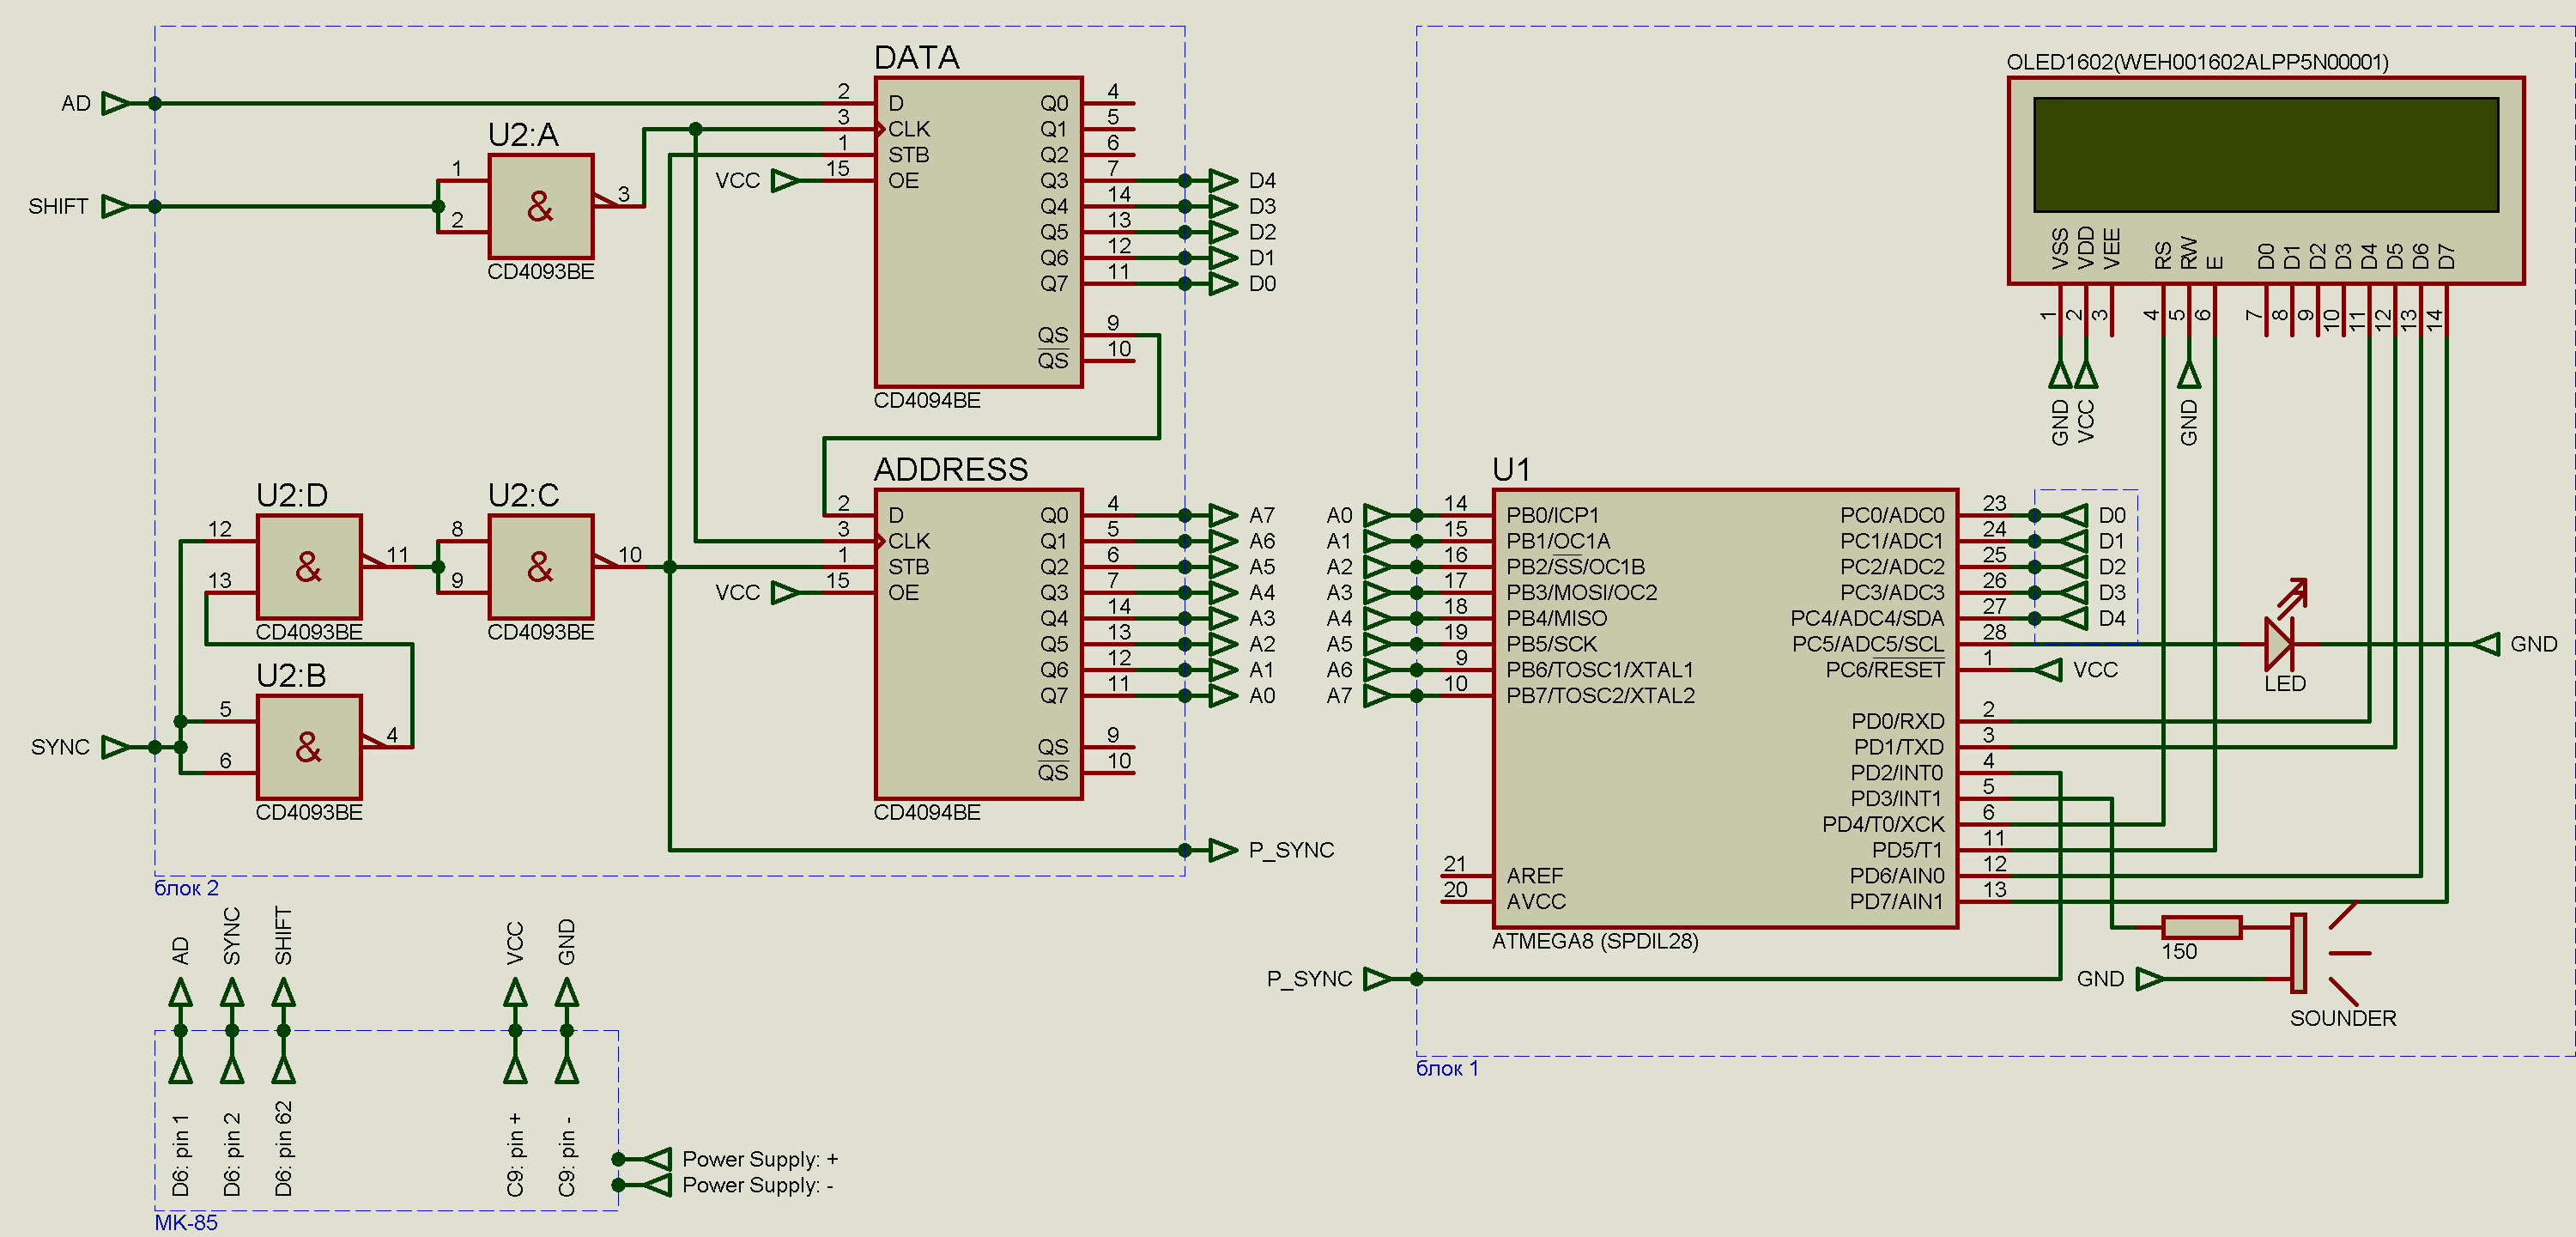 DATA
AD
2 D Q0 4
3 CLK Q1 5
1 STB Q2 6
VCC 15 OE Q3 7 D4
Q4 14 D3
Q5 13 D2
Q6 12 D1
Q7 11 D0
QS 9
QS 10
CD4094BE
U2:A
SHIFT
1
2
&
3
CD4093BE
ADDRESS
2 D Q0 4 A7
3 CLK Q1 5 A6
1 STB Q2 6 A5
VCC 15 OE Q3 7 A4
Q4 14 A3
Q5 13 A2
Q6 12 A1
Q7 11 A0
QS 9
QS 10
CD4094BE
U2:D
12
13
&
11
CD4093BE
U2:C
8
9
&
10
CD4093BE
U2:B
SYNC
5
6
&
4
CD4093BE
P_SYNC
блок 2
AD
SYNC
SHIFT
VCC
GND
D6: pin 1
D6: pin 2
D6: pin 62
C9: pin +
C9: pin -
Power Supply: +
Power Supply: -
MK-85
OLED1602(WEH001602ALPP5N00001)
VSS VDD VEE RS RW E D0 D1 D2 D3 D4 D5 D6 D7
1 2 3 4 5 6 7 8 9 10 11 12 13 14
GND VCC GND
U1
A0 14 PB0/ICP1 PC0/ADC0 23 D0
A1 15 PB1/OC1A PC1/ADC1 24 D1
A2 16 PB2/SS/OC1B PC2/ADC2 25 D2
A3 17 PB3/MOSI/OC2 PC3/ADC3 26 D3
A4 18 PB4/MISO PC4/ADC4/SDA 27 D4
A5 19 PB5/SCK PC5/ADC5/SCL 28 GND
A6 9 PB6/TOSC1/XTAL1 PC6/RESET 1 VCC
A7 10 PB7/TOSC2/XTAL2
LED
PD0/RXD 2
PD1/TXD 3
PD2/INT0 4
PD3/INT1 5
PD4/T0/XCK 6
PD5/T1 11
21 AREF PD6/AIN0 12
20 AVCC PD7/AIN1 13
ATMEGA8 (SPDIL28)
150
P_SYNC
GND
SOUNDER
блок 1